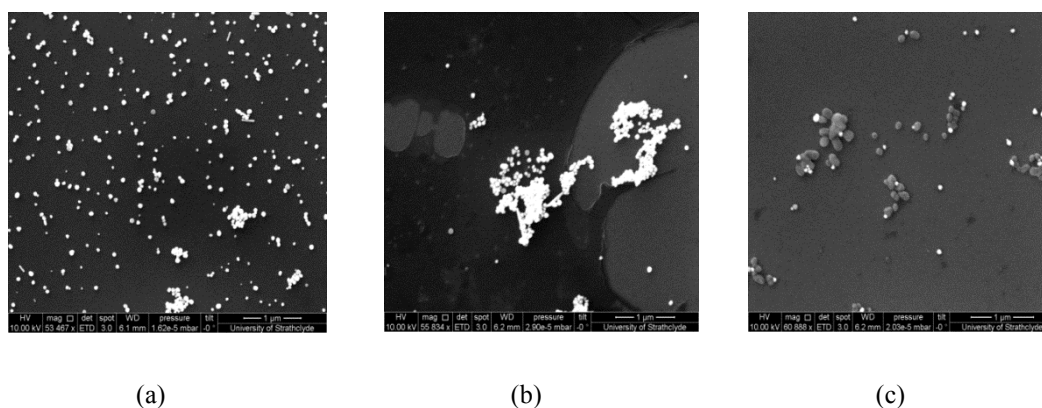 HV mag □ det spot WD pressure tilt 1 µm
10.00 kV 53 467 x ETD 3.0 6.1 mm 1.62e-5 mbar -0 ° University of Strathclyde
HV mag □ det spot WD pressure tilt 1 µm
10.00 kV 55 834 x ETD 3.0 6.2 mm 2.90e-5 mbar -0 ° University of Strathclyde
HV mag □ det spot WD pressure tilt 1 µm
10.00 kV 60 888 x ETD 3.0 6.2 mm 2.03e-5 mbar -0 ° University of Strathclyde
(a) (b) (c)